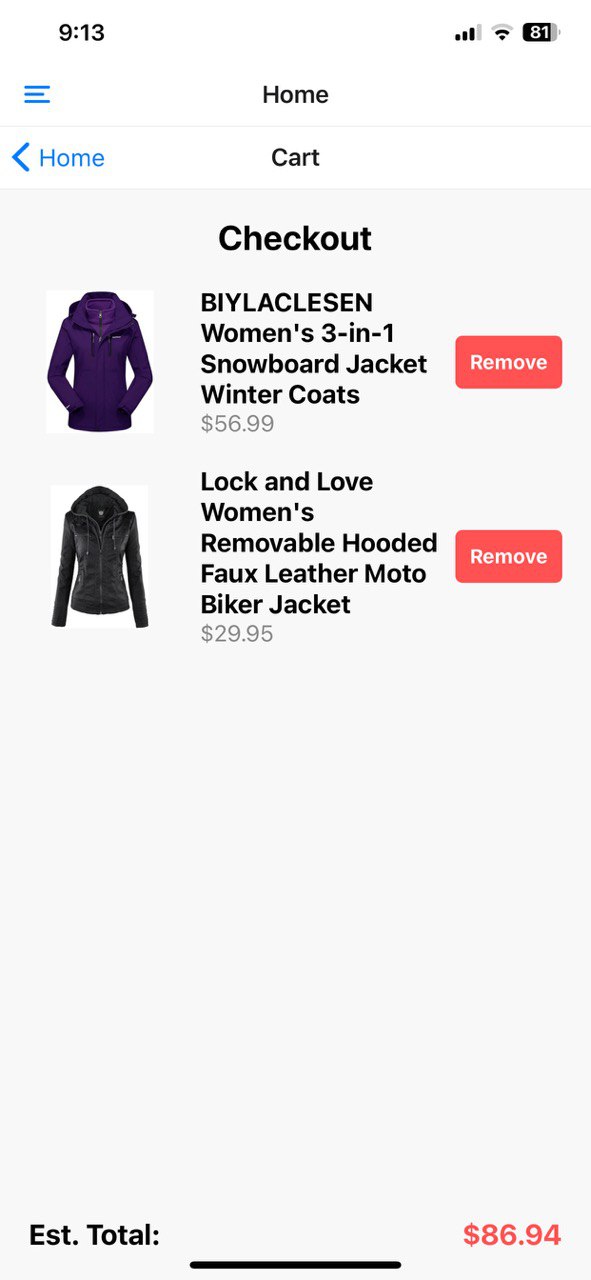 9:13
81
Home
Home
Cart
Checkout
BIYLACLESEN
Women's 3-in-1
Snowboard Jacket
Winter Coats
$56.99
Remove
Lock and Love
Women's
Removable Hooded
Faux Leather Moto
Biker Jacket
$29.95
Remove
Est. Total:
$86.94